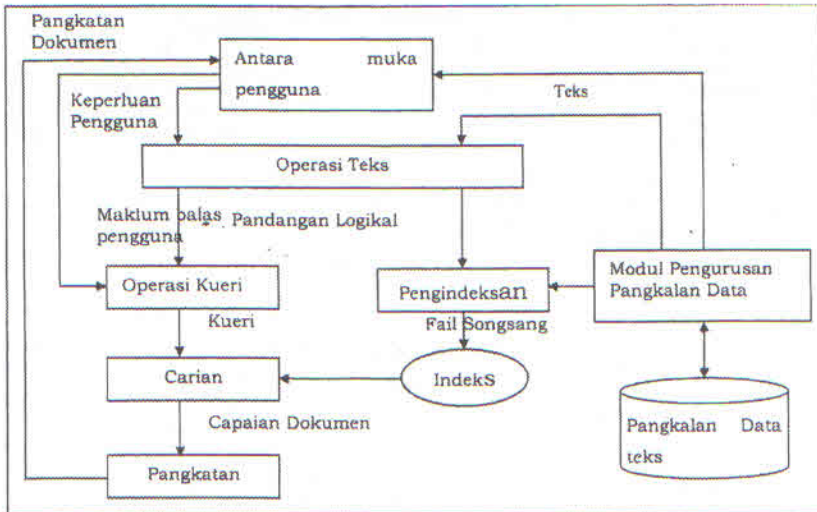 Pangkatan
Dokumen
Antara muka
pengguna
Keperluan
Pengguna
Teks
Operasi Teks
Maklum balas
pengguna
Pandangan Logikal
Operasi Kueri
Pengindeksan
Modul Pengurusan
Pangkalan Data
Kueri
Fail Songsang
Carian
Indeks
Capaian Dokumen
Pangkalan Data
teks
Pangkatan